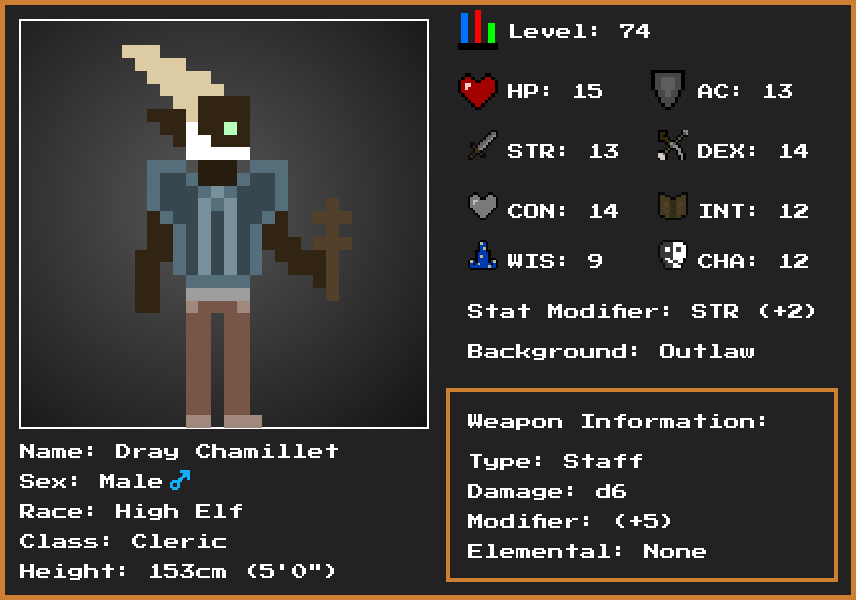 Level: 74
HP: 15
AC: 13
STR: 13
DEX: 14
CON: 14
INT: 12
WIS: 9
CHA: 12
Stat Modifier: STR (+2)
Background: Outlaw
Weapon Information:
Type: Staff
Damage: d6
Modifier: (+5)
Elemental: None
Name: Dray Chamillet
Sex: Male♂
Race: High Elf
Class: Cleric
Height: 153cm (5'0")